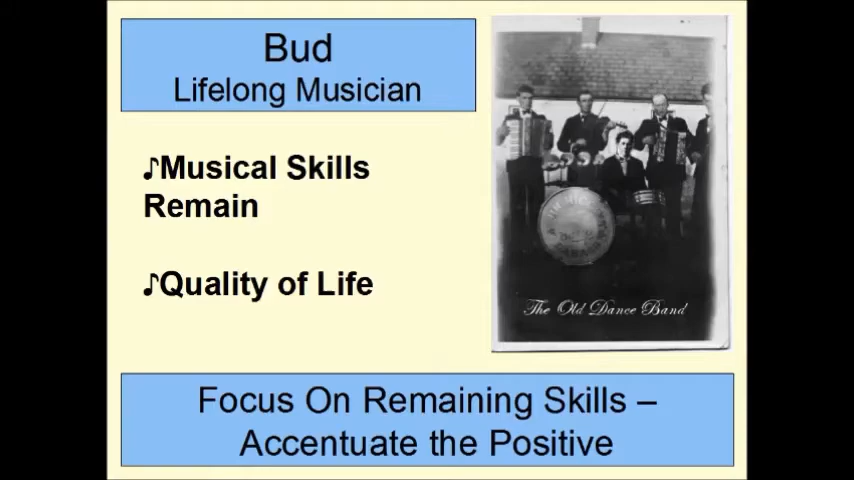 Bud
Lifelong Musician
♪Musical Skills
Remain
♪Quality of Life
The Old Dance Band
Focus On Remaining Skills –
Accentuate the Positive